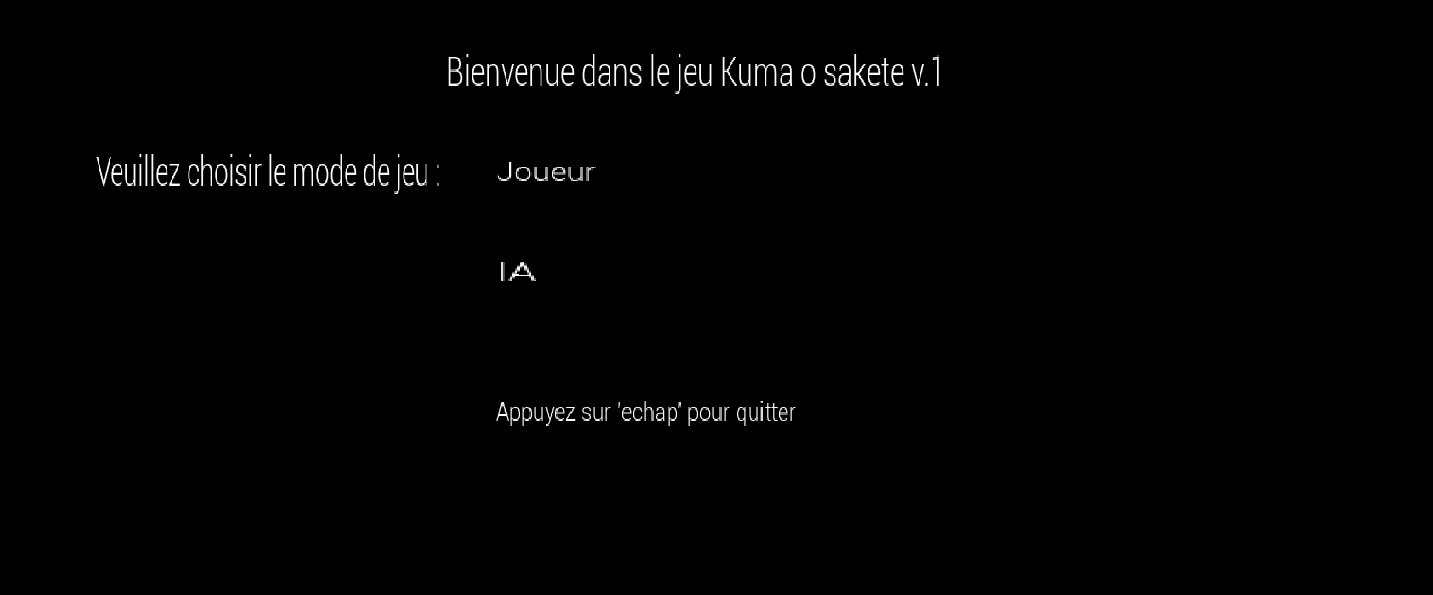 Bienvenue dans le jeu Kuma o sakete v.1
Veuillez choisir le mode de jeu : Joueur
IA
Appuyez sur 'echap' pour quitter